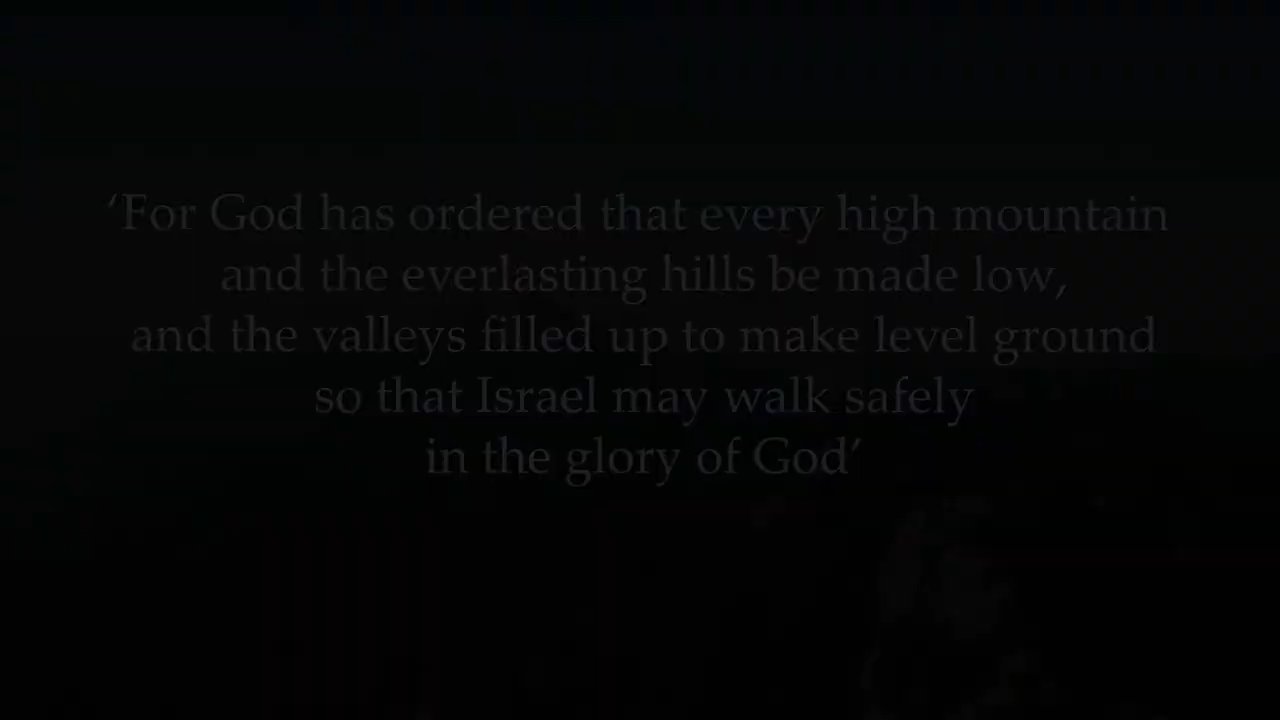 ‘For God has ordered that every high mountain
and the everlasting hills be made low,
and the valleys filled up to make level ground
so that Israel may walk safely
in the glory of God’